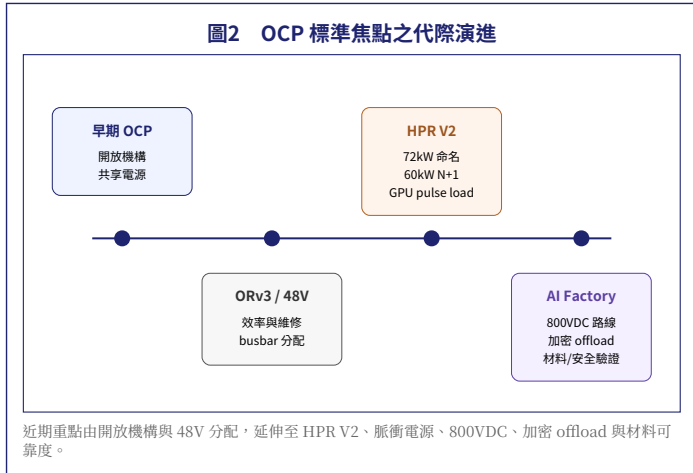 圖2 OCP 標準焦點之代際演進
早期 OCP
開放機構
共享電源
HPR V2
72kW 命名
60kW N+1
GPU pulse load
ORv3 / 48V
效率與維修
busbar 分配
AI Factory
800VDC 路線
加密 offload
材料/安全驗證
近期重點由開放機構與 48V 分配，延伸至 HPR V2、脈衝電源、800VDC、加密 offload 與材料可
靠度。